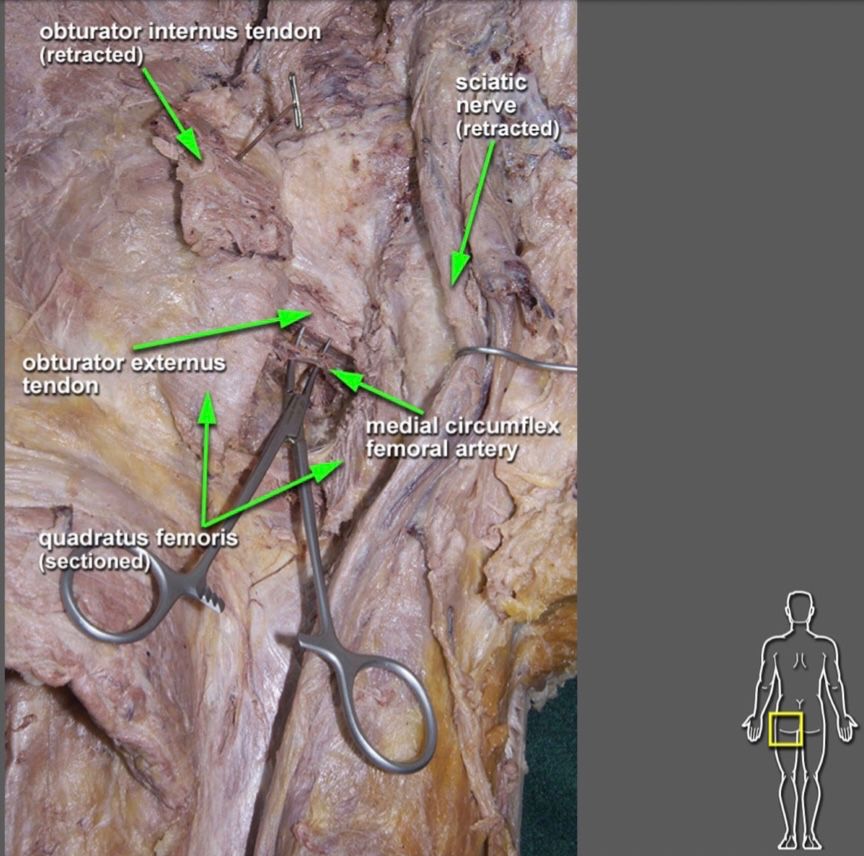 obturator internus tendon
(retracted)
sciatic
nerve
(retracted)
obturator externus
tendon
medial circumflex
femoral artery
quadratus femoris
(sectioned)